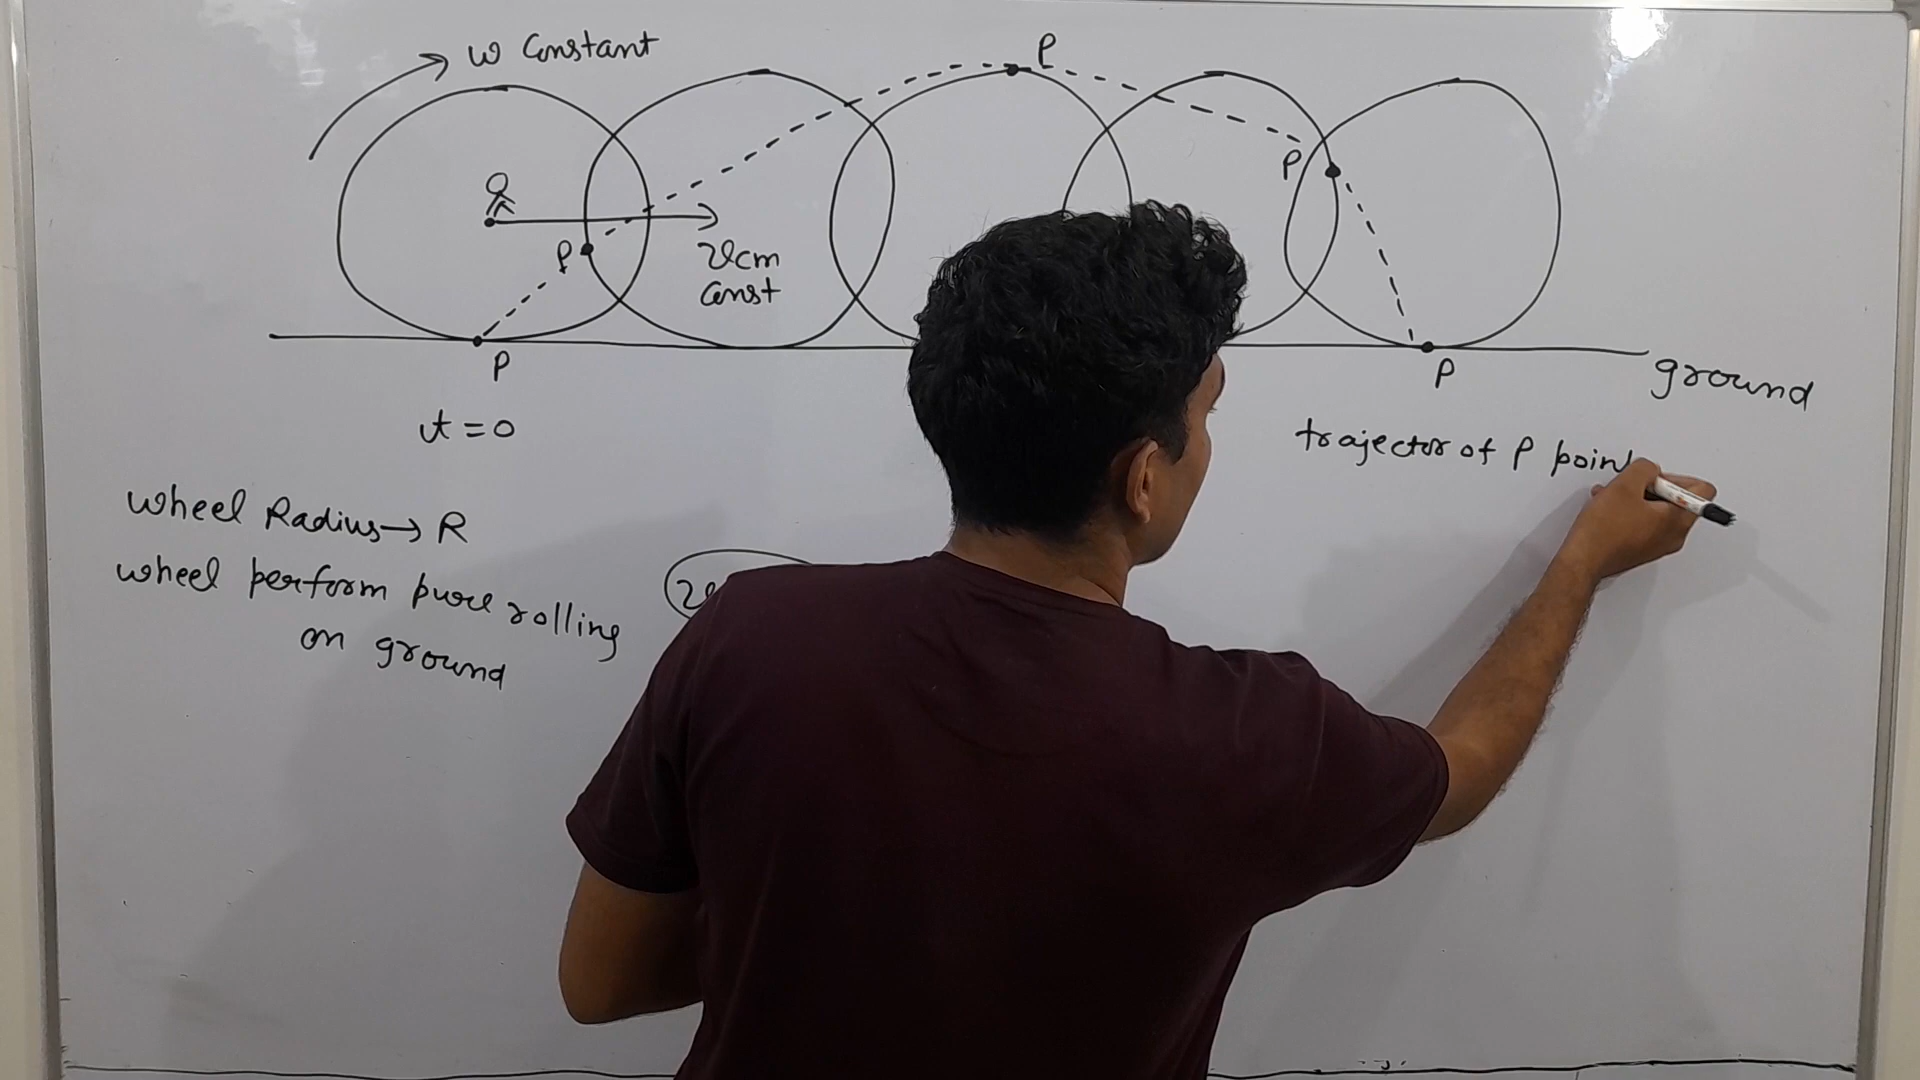 ω Constant
P
P
P
vcm
const
P
P
ground
t = 0
trajector of P point
wheel Radius → R
wheel perform pure rolling
on ground